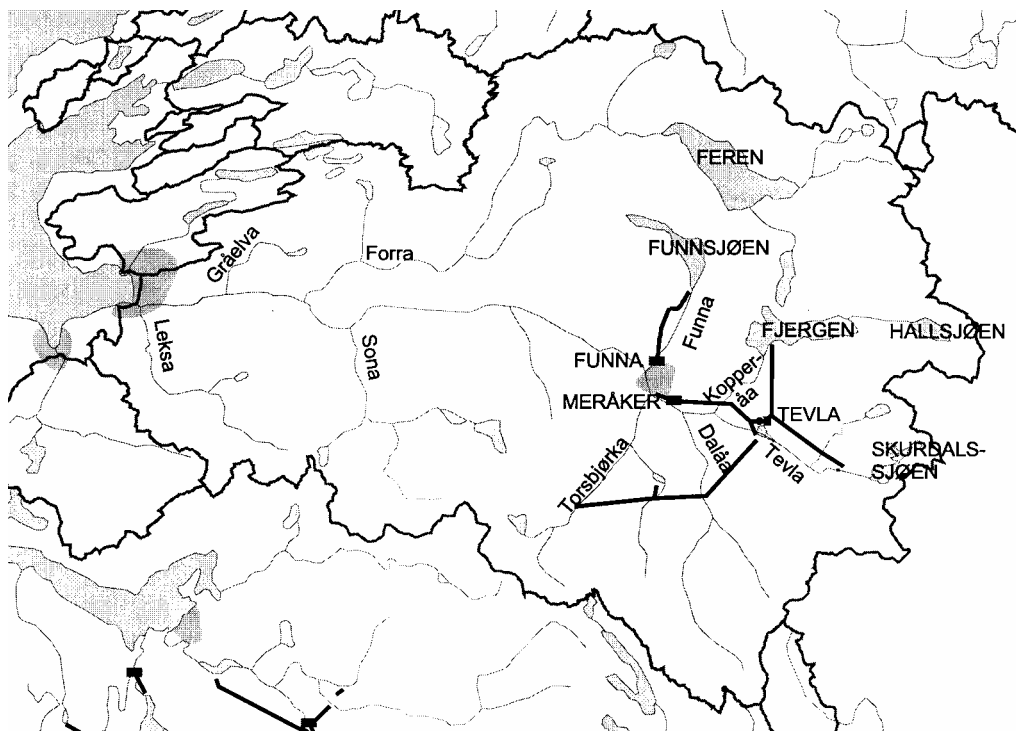 FEREN
FUNNSJØEN
Gråelva
Forra
Funna
FJERGEN
HALLSJØEN
Leksa
Sona
FUNNA
Kopper-
åa
MERÅKER
TEVLA
Dalåa
Tevla
SKURDALS-
SJØEN
Torsbjørka